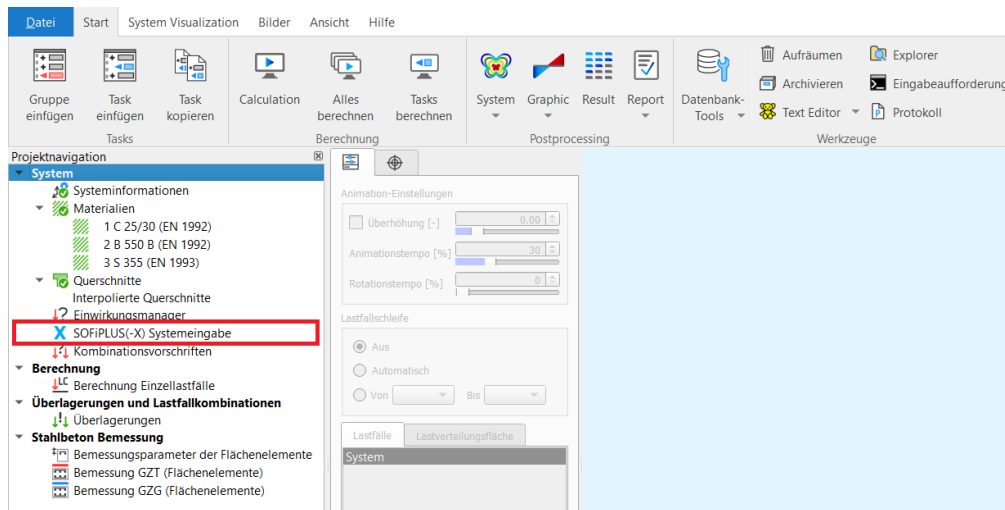 Datei Start System Visualization Bilder Ansicht Hilfe
Gruppe einfügen
Task einfügen
Task kopieren
Tasks
Calculation
Alles berechnen
Tasks berechnen
Berechnung
System Graphic Result Report
Postprocessing
Datenbank-Tools
Aufräumen
Archivieren
Text Editor
Explorer
Eingabeaufforderung
Protokoll
Werkzeuge
Projektnavigation
System
Systeminformationen
Materialien
1 C 25/30 (EN 1992)
2 B 550 B (EN 1992)
3 S 355 (EN 1993)
Querschnitte
Interpolierte Querschnitte
Einwirkungsmanager
SOFiPLUS(-X) Systemeingabe
Kombinationsvorschriften
Berechnung
Berechnung Einzellastfälle
Überlagerungen und Lastfallkombinationen
Überlagerungen
Stahlbeton Bemessung
Bemessungsparameter der Flächenelemente
Bemessung GZT (Flächenelemente)
Bemessung GZG (Flächenelemente)
Animation-Einstellungen
Überhöhung [-] 0.00
Animationstempo [%] 30
Rotationstempo [%] 0
Lastfallschleife
Aus
Automatisch
Von Bis
Lastfälle Lastverteilungsfläche
System